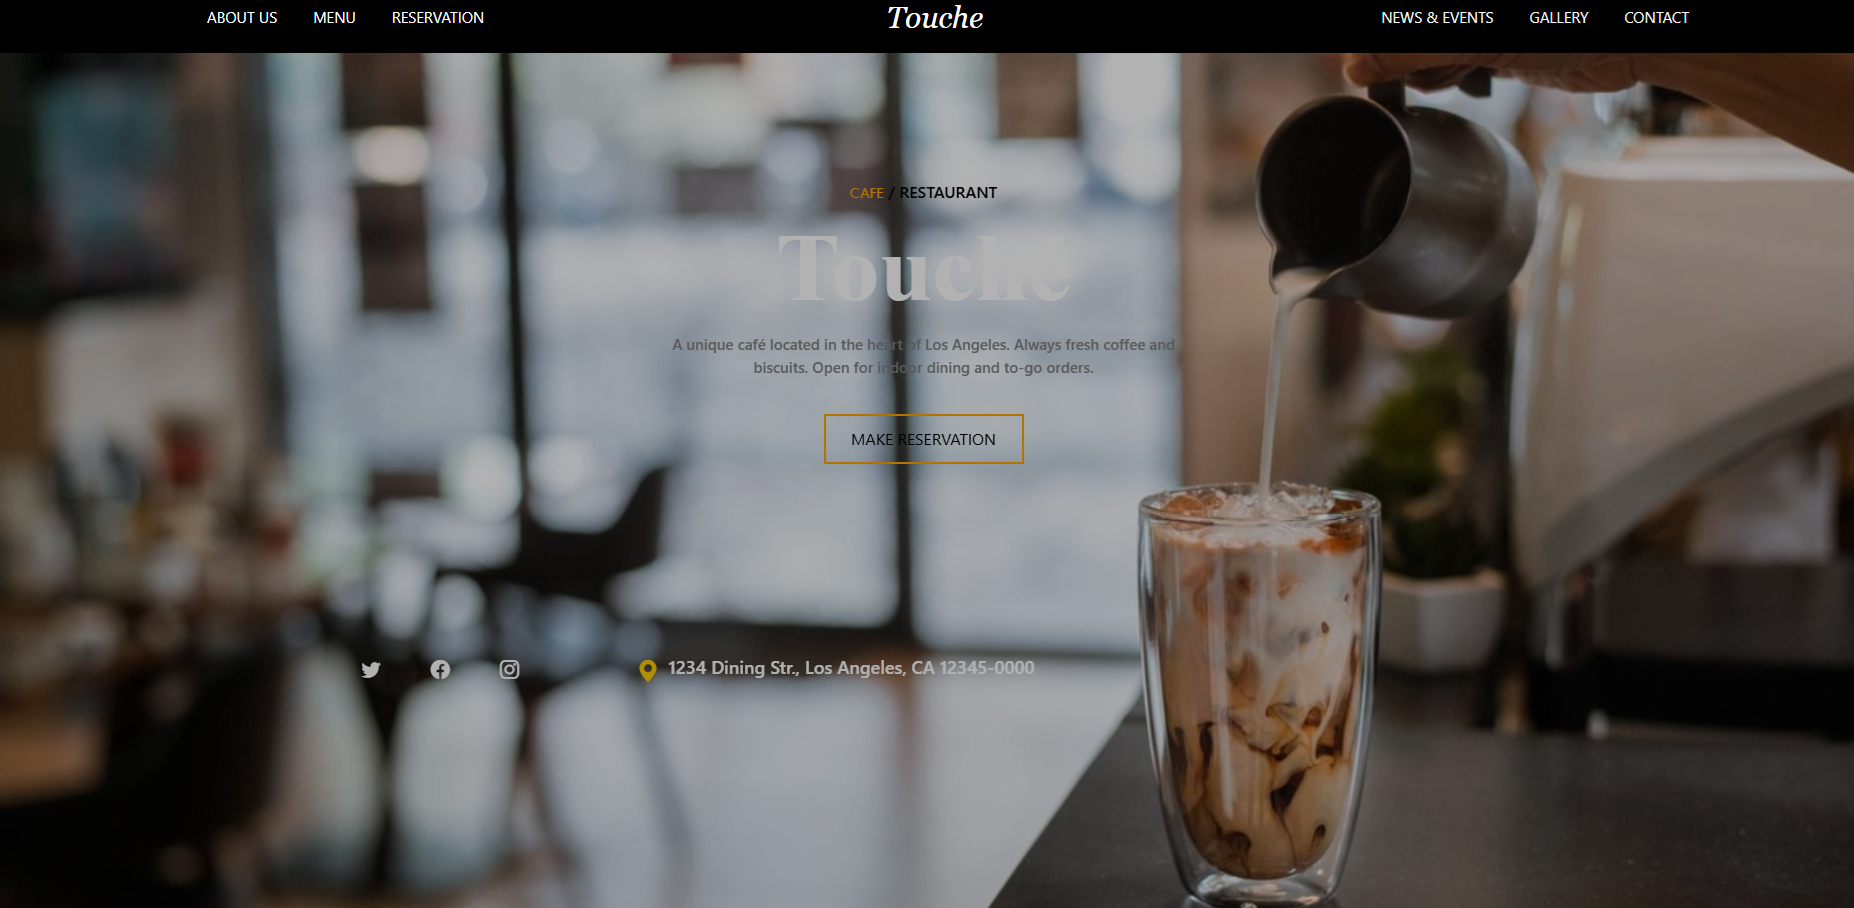 ABOUT US MENU RESERVATION Touche NEWS & EVENTS GALLERY CONTACT
CAFE / RESTAURANT
Touche
A unique café located in the heart of Los Angeles. Always fresh coffee and
biscuits. Open for indoor dining and to-go orders.
MAKE RESERVATION
1234 Dining Str., Los Angeles, CA 12345-0000